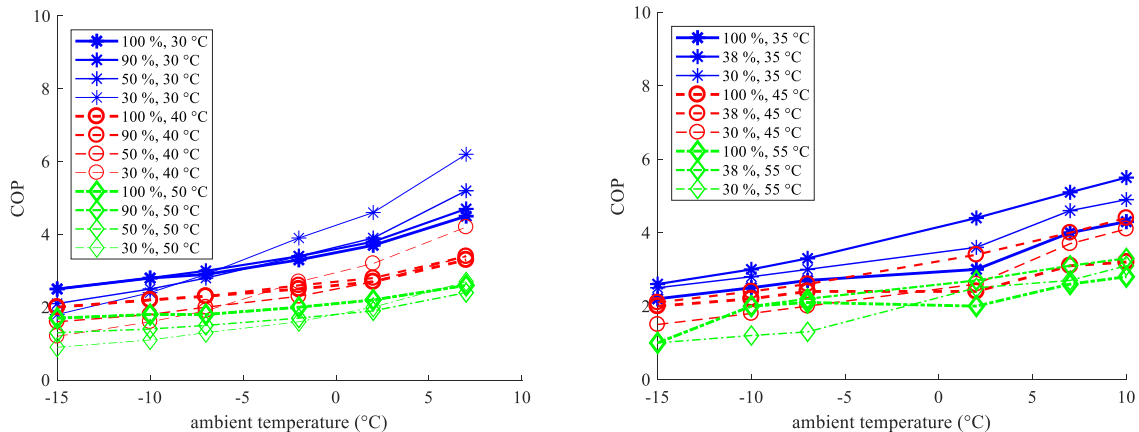 10
8
6
4
2
0
COP
100 %, 30 °C
90 %, 30 °C
50 %, 30 °C
30 %, 30 °C
100 %, 40 °C
90 %, 40 °C
50 %, 40 °C
30 %, 40 °C
100 %, 50 °C
90 %, 50 °C
50 %, 50 °C
30 %, 50 °C
-15 -10 -5 0 5 10
ambient temperature (°C)
10
8
6
4
2
0
COP
100 %, 35 °C
38 %, 35 °C
30 %, 35 °C
100 %, 45 °C
38 %, 45 °C
30 %, 45 °C
100 %, 55 °C
38 %, 55 °C
30 %, 55 °C
-15 -10 -5 0 5 10
ambient temperature (°C)